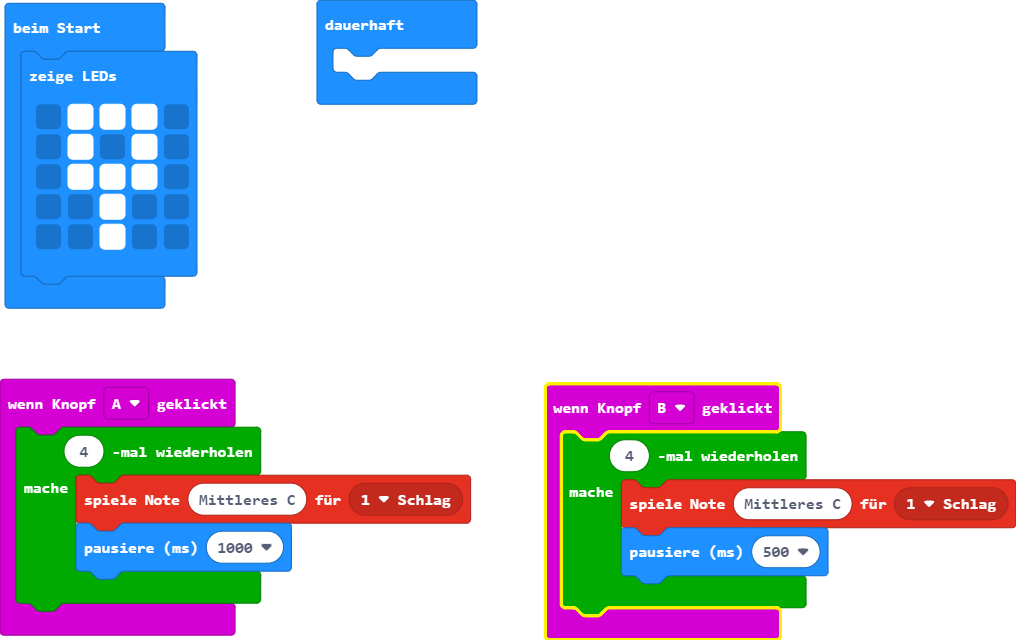 beim Start
zeige LEDs
dauerhaft
wenn Knopf A geklickt
4 -mal wiederholen
mache
spiele Note Mittleres C für 1 Schlag
pausiere (ms) 1000
wenn Knopf B geklickt
4 -mal wiederholen
mache
spiele Note Mittleres C für 1 Schlag
pausiere (ms) 500